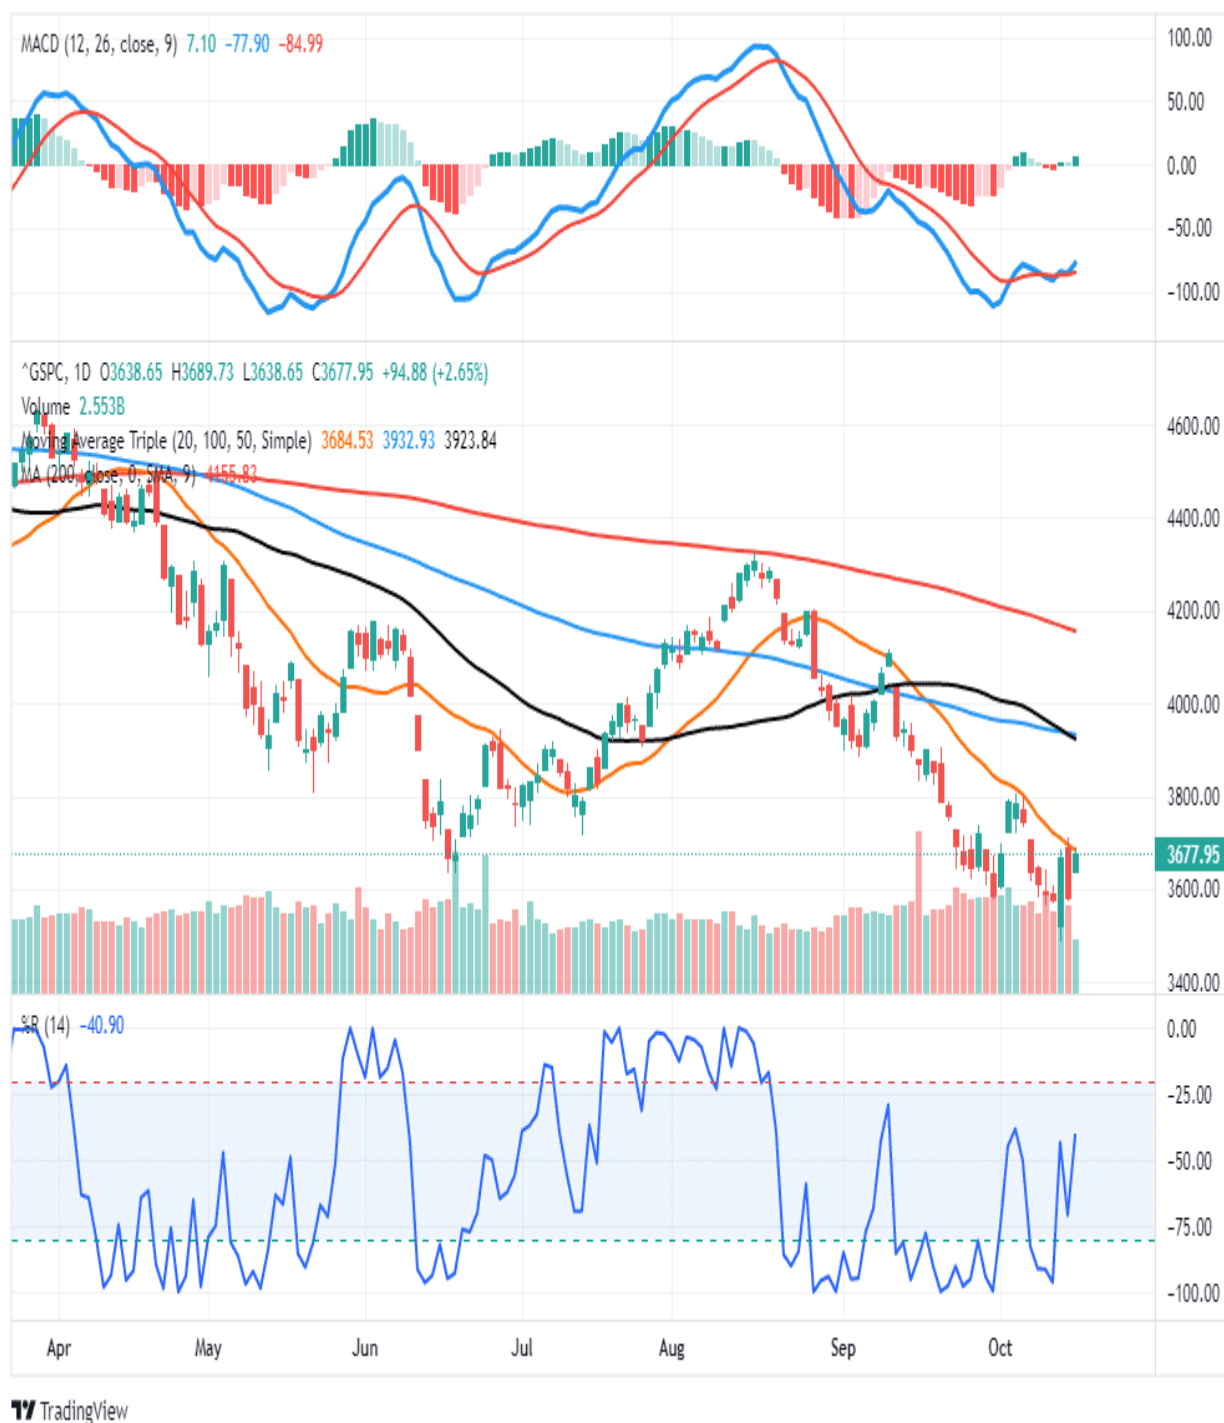 MACD (12, 26, close, 9) 7.10 −77.90 −84.99
100.00
50.00
0.00
−50.00
−100.00
^GSPC, 1D O3638.65 H3689.73 L3638.65 C3677.95 +94.88 (+2.65%)
Volume 2.553B
Moving Average Triple (20, 100, 50, Simple) 3684.53 3932.93 3923.84
MA (200, close, 0, SMA, 9) 4155.83
4600.00
4400.00
4200.00
4000.00
3800.00
3677.95
3600.00
3400.00
%R (14) −40.90
0.00
−25.00
−50.00
−75.00
−100.00
Apr May Jun Jul Aug Sep Oct
TradingView